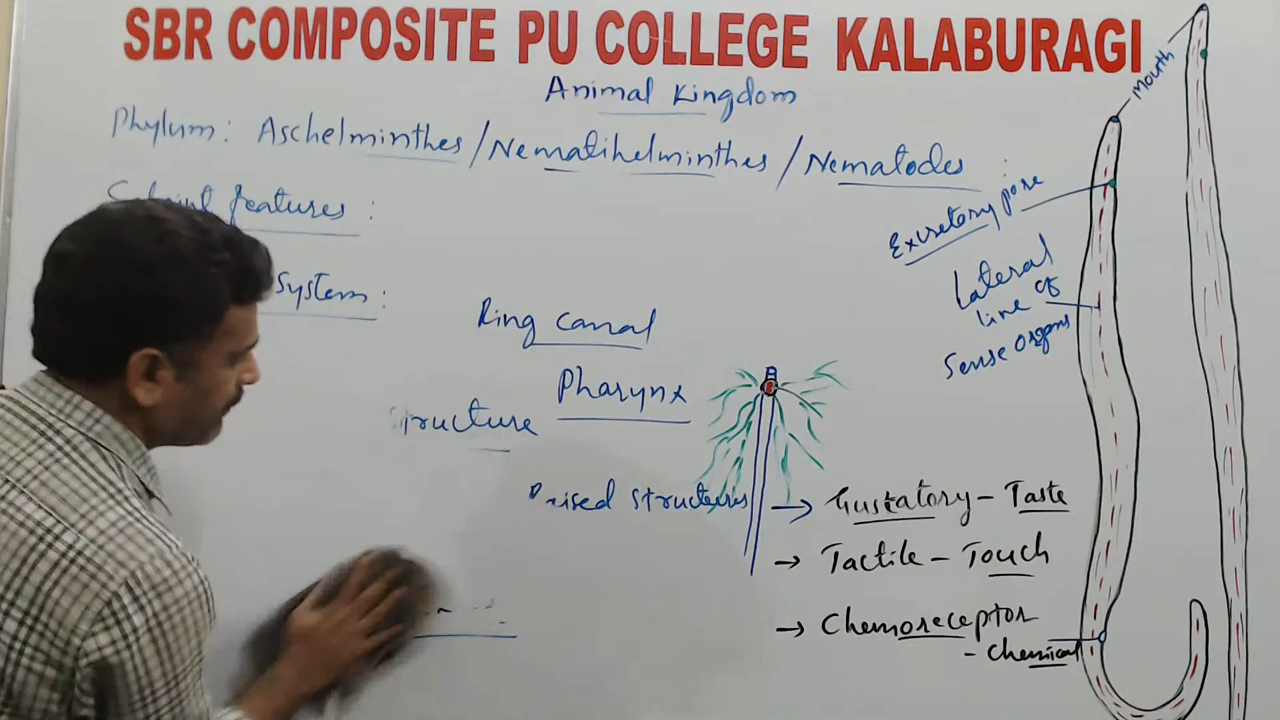 SBR COMPOSITE PU COLLEGE KALABURAGI
Animal Kingdom
Phylum: Aschelminthes / Nematihelminthes / Nematodes
features :
System :
Ring canal
Pharynx
structure
Raised structures → Gustatory - Taste
→ Tactile - Touch
→ Chemoreceptor
- Chemical
Mouth
Excretory pore
Lateral
line of
Sense organs